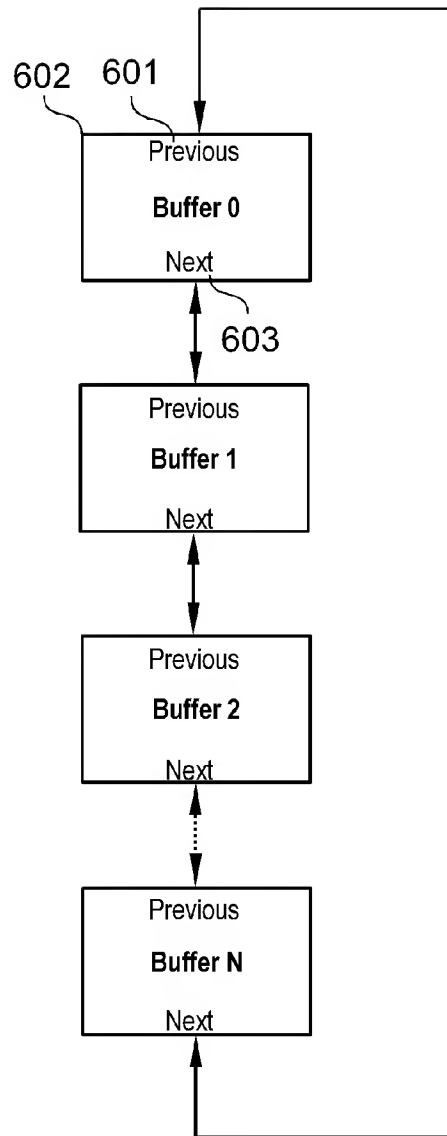 602
601
Previous
Buffer 0
Next
603
Previous
Buffer 1
Next
Previous
Buffer 2
Next
Previous
Buffer N
Next